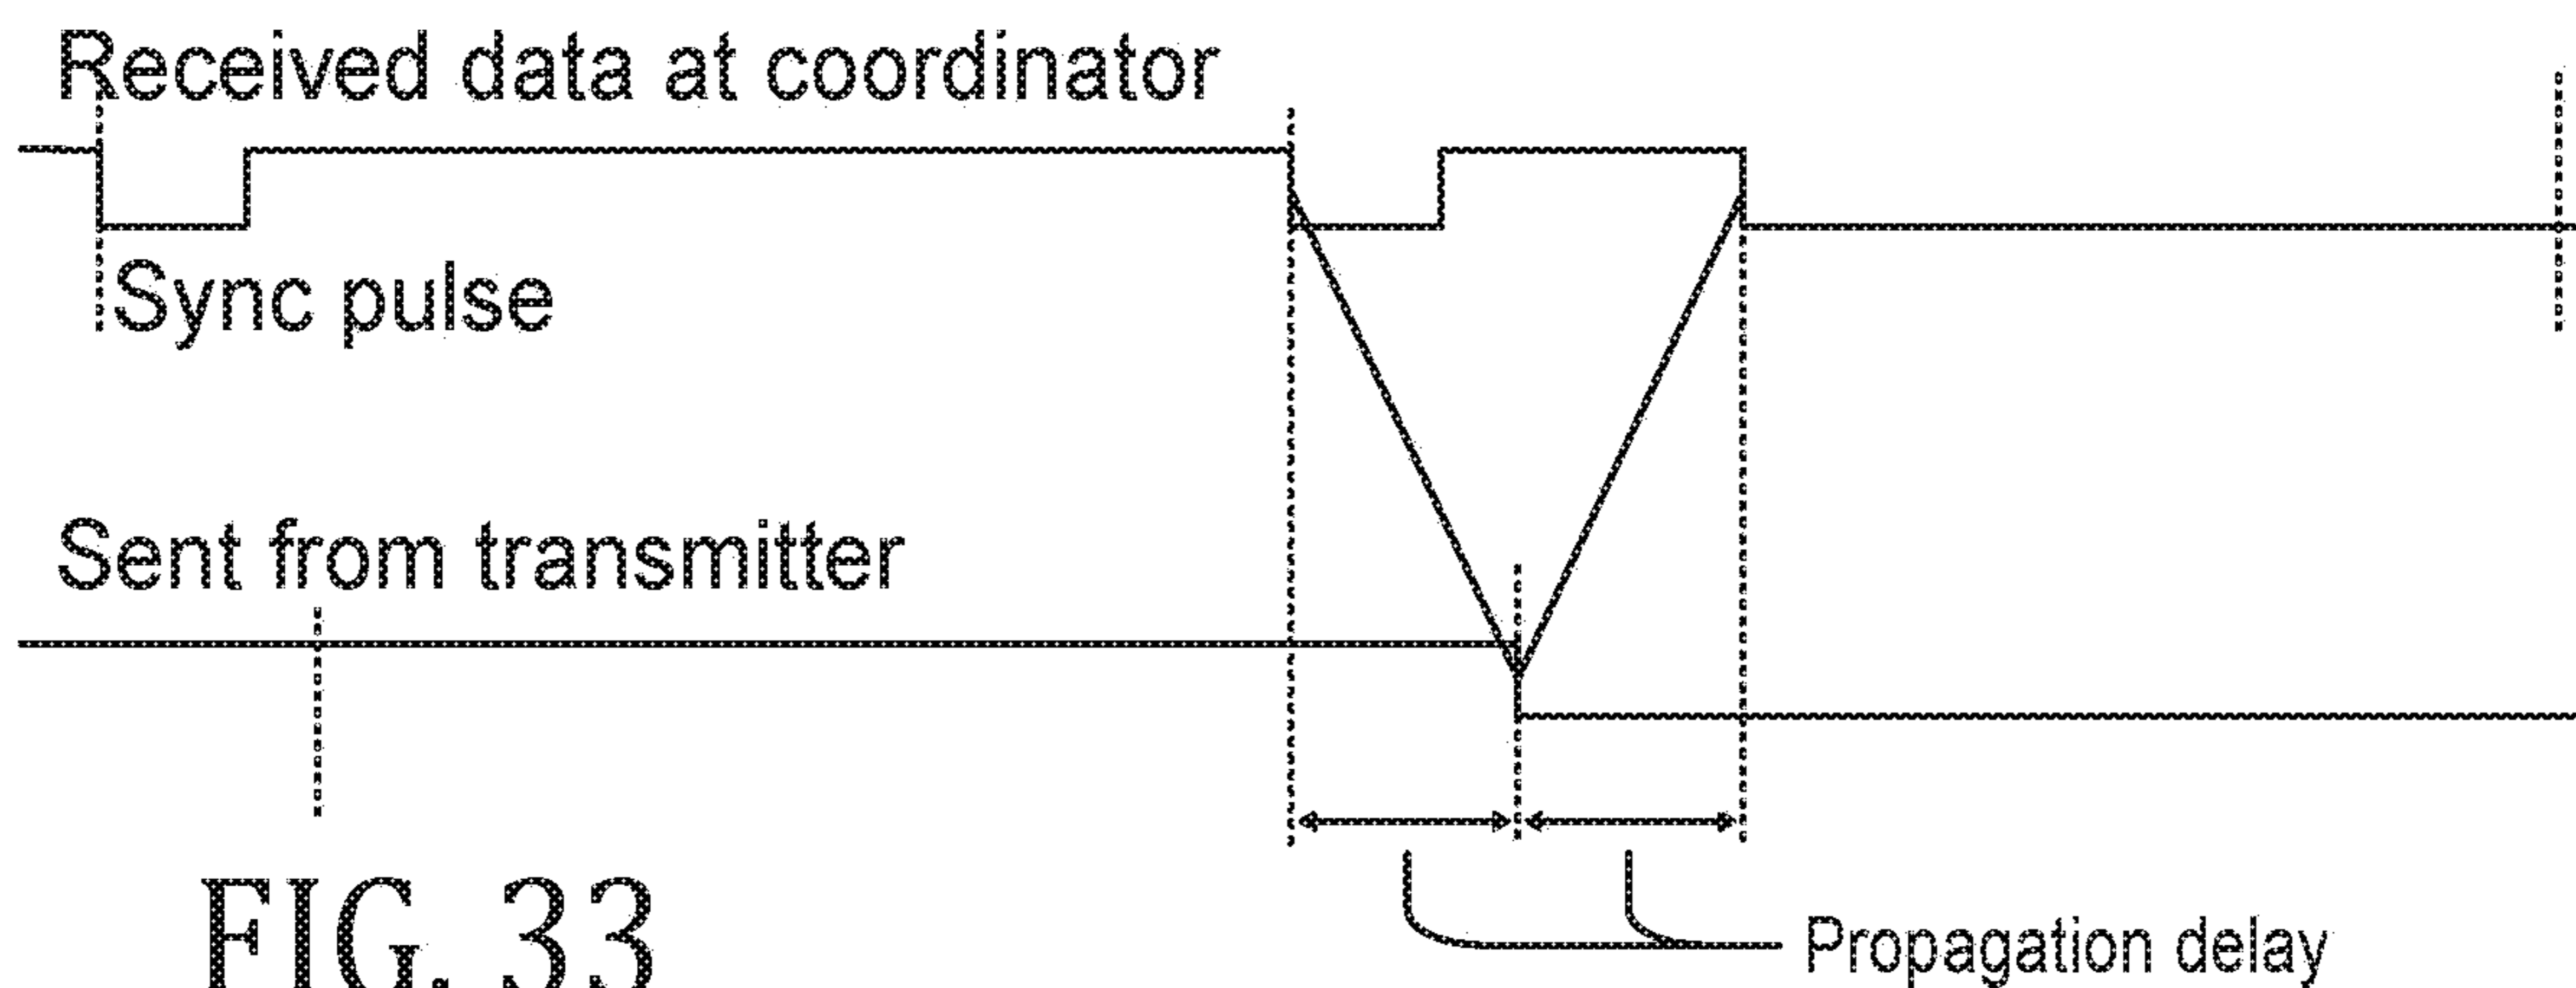 Received data at coordinator
Sync pulse
Sent from transmitter
Propagation delay
FIG. 33